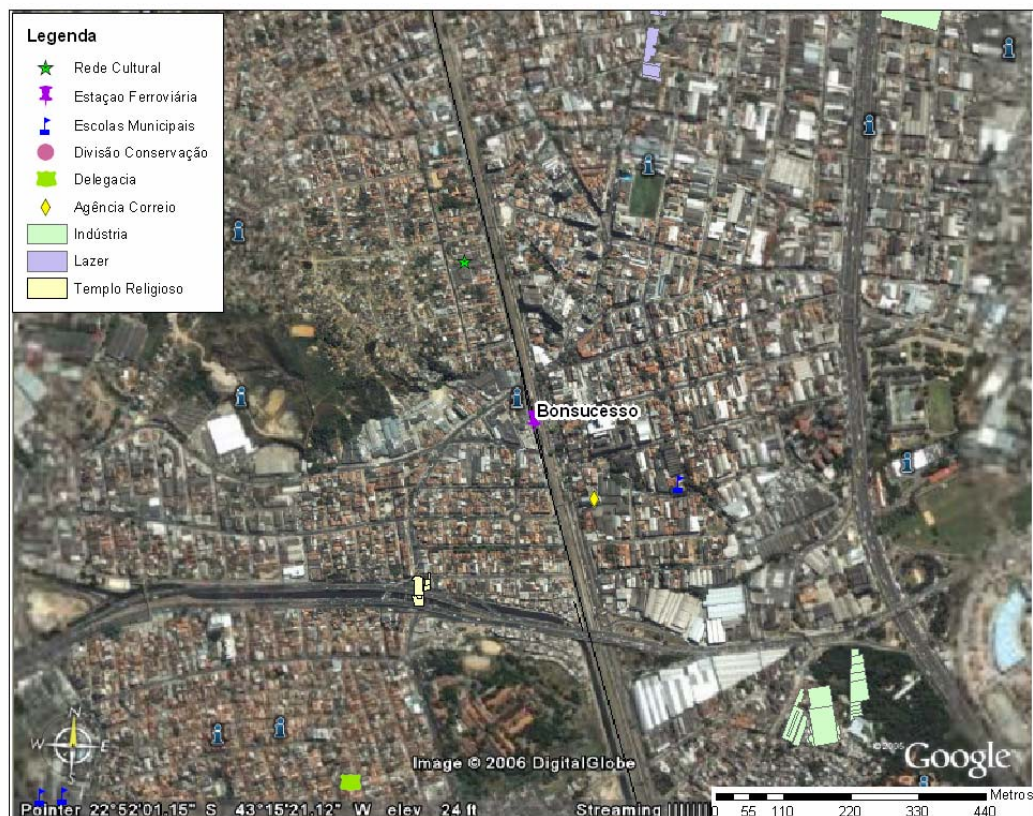 Legenda
Rede Cultural
Estaçao Ferroviária
Escolas Municipais
Divisão Conservação
Delegacia
Agência Correio
Indústria
Lazer
Templo Religioso
Bonsucesso
N
W E
S
© 2005 Google
Image © 2006 DigitalGlobe
Pointer 22°52'01.15" S 43°15'21.12" W elev 24 ft Streaming ||||||
Metros
0 55 110 220 330 440